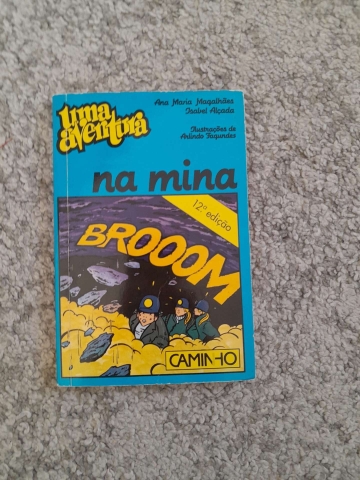 uma
aventura
Ana Maria Magalhães
Isabel Alçada
Ilustrações de
Arlindo Fagundes
na mina
12ª edição
BROOOM
CAMINHO